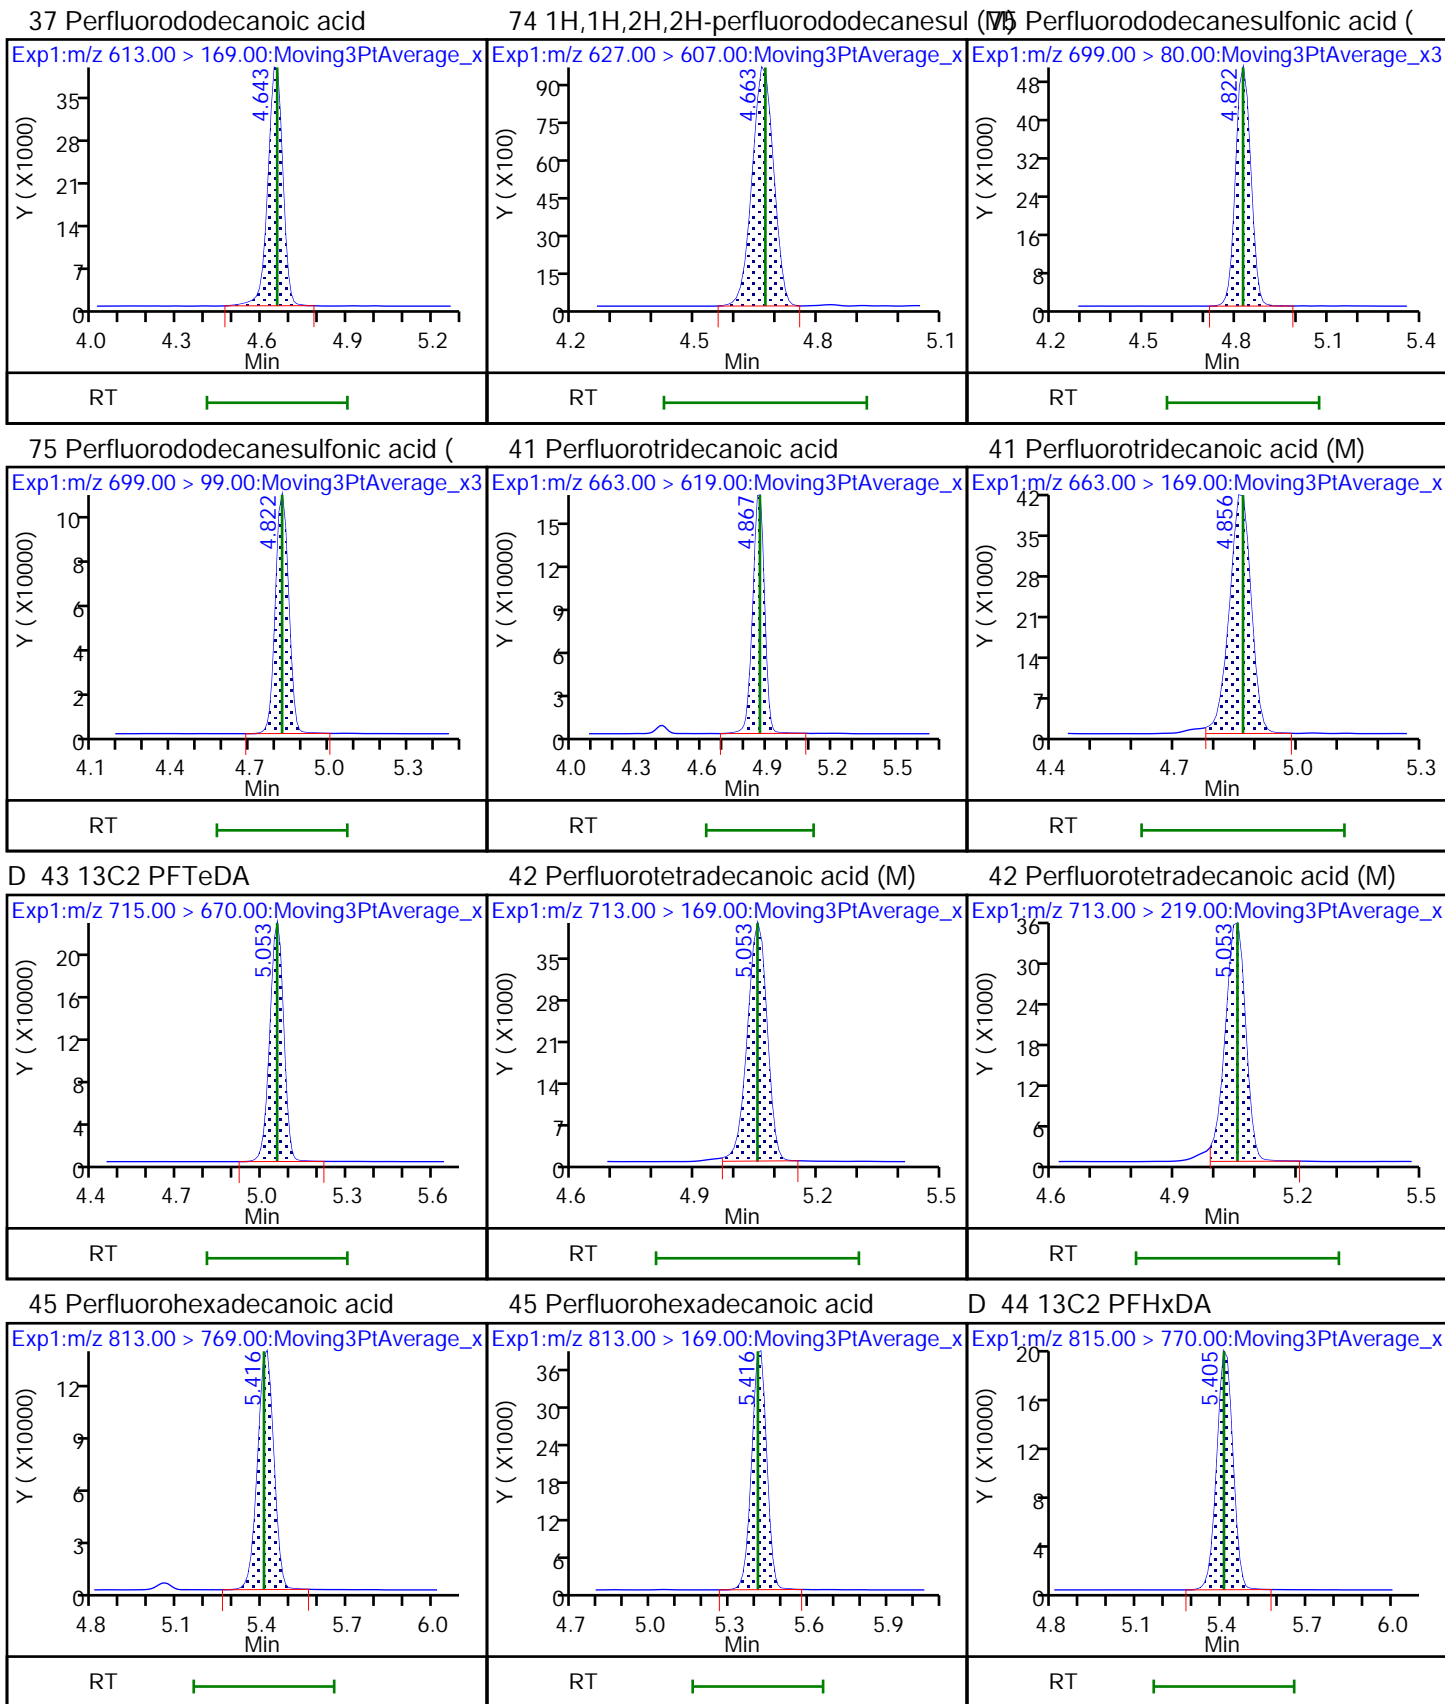 37 Perfluorododecanoic acid
74 1H,1H,2H,2H-perfluorododecanesul (M)
75 Perfluorododecanesulfonic acid (
Exp1:m/z 613.00 > 169.00:Moving3PtAverage_x
Exp1:m/z 627.00 > 607.00:Moving3PtAverage_x
Exp1:m/z 699.00 > 80.00:Moving3PtAverage_x3
4.643
4.663
4.822
Y ( X1000)
35
28
21
14
7
0
4.0 4.3 4.6 4.9 5.2
Min
RT
Y ( X100)
90
75
60
45
30
15
0
4.2 4.5 4.8 5.1
Min
RT
Y ( X1000)
48
40
32
24
16
8
0
4.2 4.5 4.8 5.1 5.4
Min
RT
75 Perfluorododecanesulfonic acid (
41 Perfluorotridecanoic acid
41 Perfluorotridecanoic acid (M)
Exp1:m/z 699.00 > 99.00:Moving3PtAverage_x3
Exp1:m/z 663.00 > 619.00:Moving3PtAverage_x
Exp1:m/z 663.00 > 169.00:Moving3PtAverage_x
4.822
4.867
4.856
Y ( X10000)
10
8
6
4
2
0
4.1 4.4 4.7 5.0 5.3
Min
RT
Y ( X10000)
15
12
9
6
3
0
4.0 4.3 4.6 4.9 5.2 5.5
Min
RT
Y ( X1000)
42
35
28
21
14
7
0
4.4 4.7 5.0 5.3
Min
RT
D 43 13C2 PFTeDA
42 Perfluorotetradecanoic acid (M)
42 Perfluorotetradecanoic acid (M)
Exp1:m/z 715.00 > 670.00:Moving3PtAverage_x
Exp1:m/z 713.00 > 169.00:Moving3PtAverage_x
Exp1:m/z 713.00 > 219.00:Moving3PtAverage_x
5.053
5.053
5.053
Y ( X10000)
20
16
12
8
4
0
4.4 4.7 5.0 5.3 5.6
Min
RT
Y ( X1000)
35
28
21
14
7
0
4.6 4.9 5.2 5.5
Min
RT
Y ( X1000)
36
30
24
18
12
6
0
4.6 4.9 5.2 5.5
Min
RT
45 Perfluorohexadecanoic acid
45 Perfluorohexadecanoic acid
D 44 13C2 PFHxDA
Exp1:m/z 813.00 > 769.00:Moving3PtAverage_x
Exp1:m/z 813.00 > 169.00:Moving3PtAverage_x
Exp1:m/z 815.00 > 770.00:Moving3PtAverage_x
5.416
5.416
5.405
Y ( X10000)
12
9
6
3
0
4.8 5.1 5.4 5.7 6.0
Min
RT
Y ( X1000)
36
30
24
18
12
6
0
4.7 5.0 5.3 5.6 5.9
Min
RT
Y ( X10000)
20
16
12
8
4
0
4.8 5.1 5.4 5.7 6.0
Min
RT